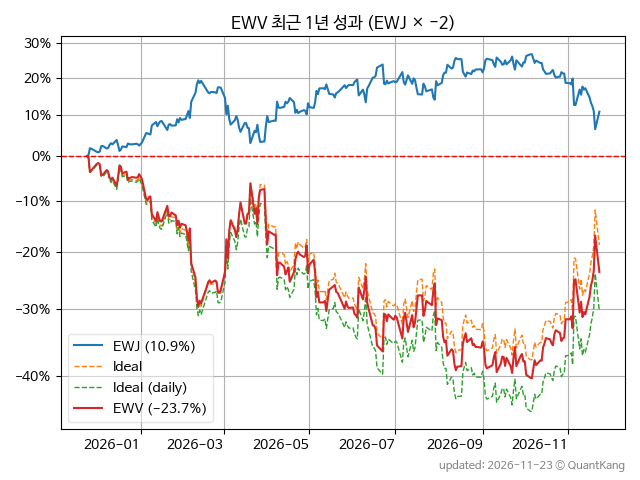 EWV 최근 1년 성과 (EWJ × −2)
30%
20%
10%
0%
−10%
−20%
−30%
−40%
EWJ (10.9%)
Ideal
Ideal (daily)
EWV (−23.7%)
2026−01 2026−03 2026−05 2026−07 2026−09 2026−11
updated: 2026−11−23 © QuantKang